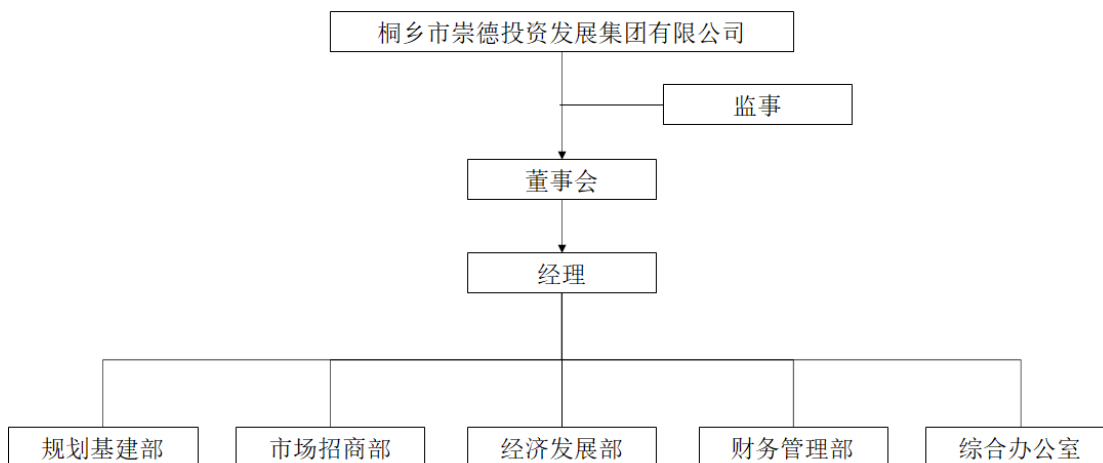 桐乡市崇德投资发展集团有限公司
监事
董事会
经理
规划基建部
市场招商部
经济发展部
财务管理部
综合办公室